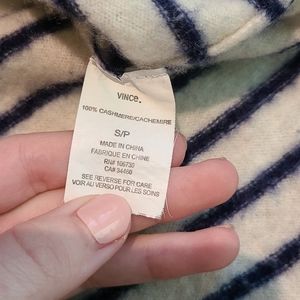 VINCE.
100% CASHMERE/CACHEMIRE
S/P
MADE IN CHINA
FABRIQUE EN CHINE
RN# 106730
CA# 34460
SEE REVERSE FOR CARE
VOIR AU VERSO POUR LES SOINS